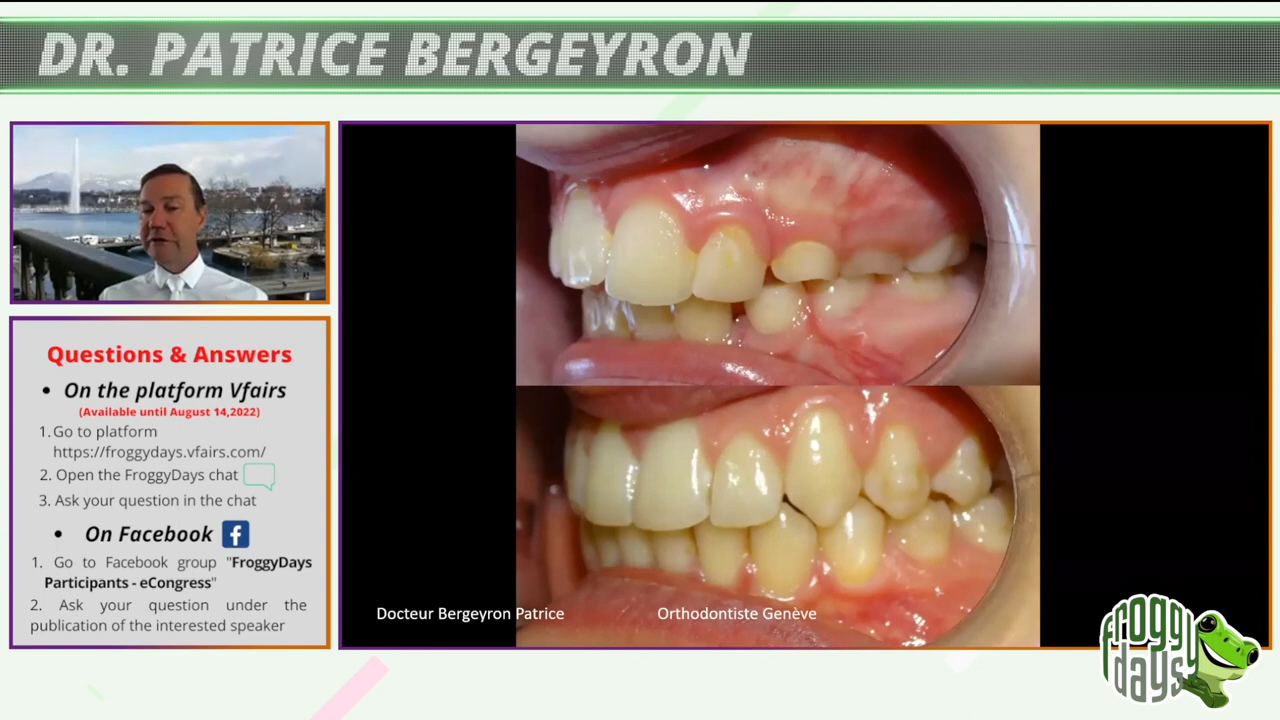 DR. PATRICE BERGEYRON
Questions & Answers
• On the platform Vfairs
(Available until August 14,2022)
1. Go to platform
https://froggydays.vfairs.com/
2. Open the FroggyDays chat
3. Ask your question in the chat
• On Facebook
1. Go to Facebook group "FroggyDays
Participants - eCongress"
2. Ask your question under the
publication of the interested speaker
Docteur Bergeyron Patrice Orthodontiste Genève
froggy
days